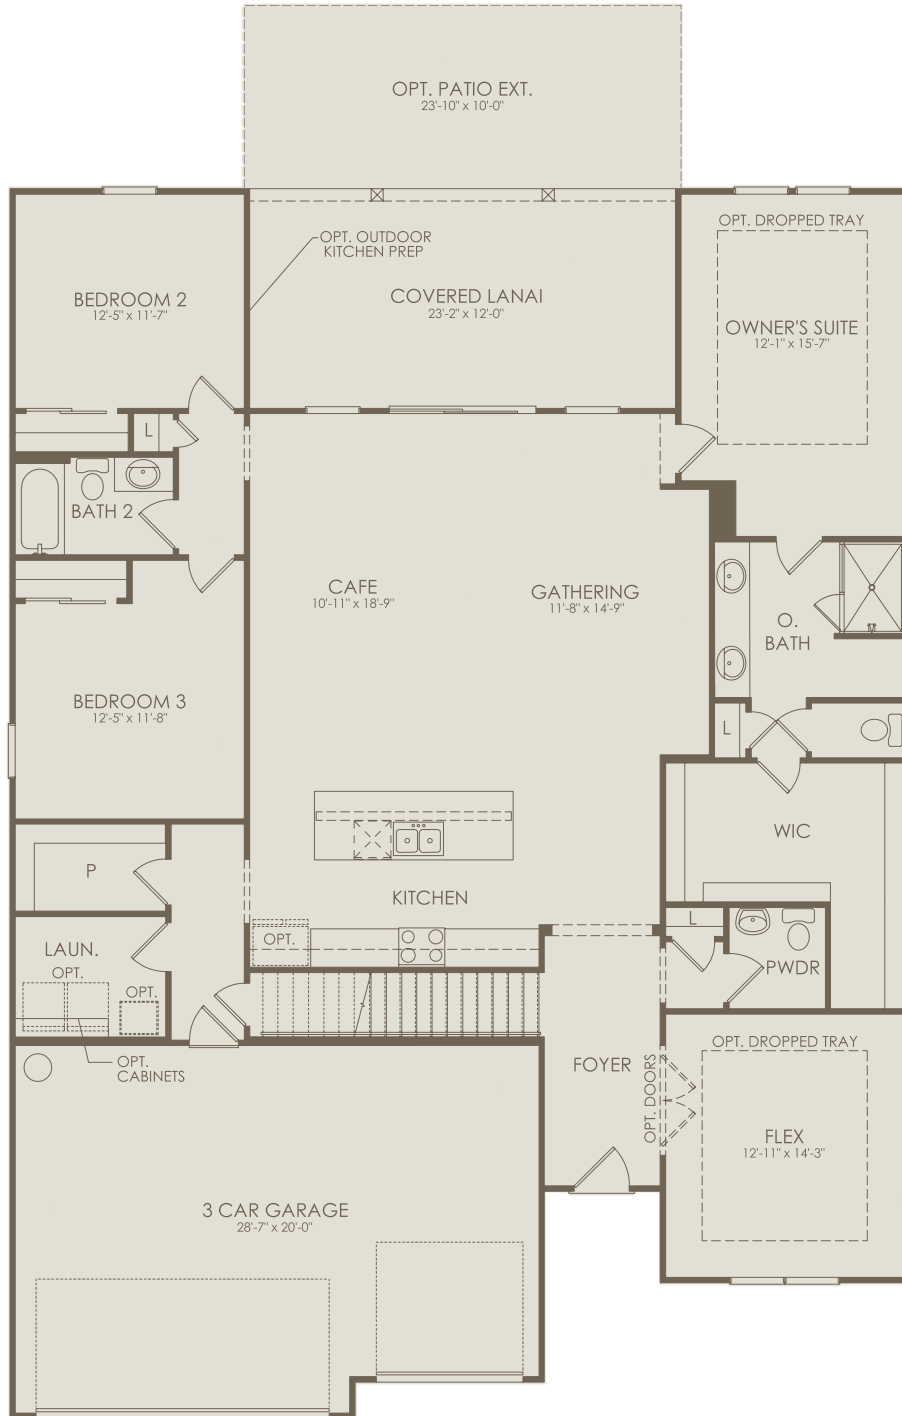 OPT. PATIO EXT.
23'-10" x 10'-0"
OPT. DROPPED TRAY
OPT. OUTDOOR
KITCHEN PREP
BEDROOM 2
12'-5" x 11'-7"
COVERED LANAI
23'-2" x 12'-0"
OWNER'S SUITE
12'-1" x 15'-7"
L
BATH 2
CAFE
10'-11" x 18'-9"
GATHERING
11'-8" x 14'-9"
O.
BATH
BEDROOM 3
12'-5" x 11'-8"
L
WIC
P
KITCHEN
L
OPT.
LAUN.
OPT.
OPT.
PWDR
OPT.
CABINETS
FOYER
OPT. DOORS
OPT. DROPPED TRAY
FLEX
12'-11" x 14'-3"
3 CAR GARAGE
28'-7" x 20'-0"